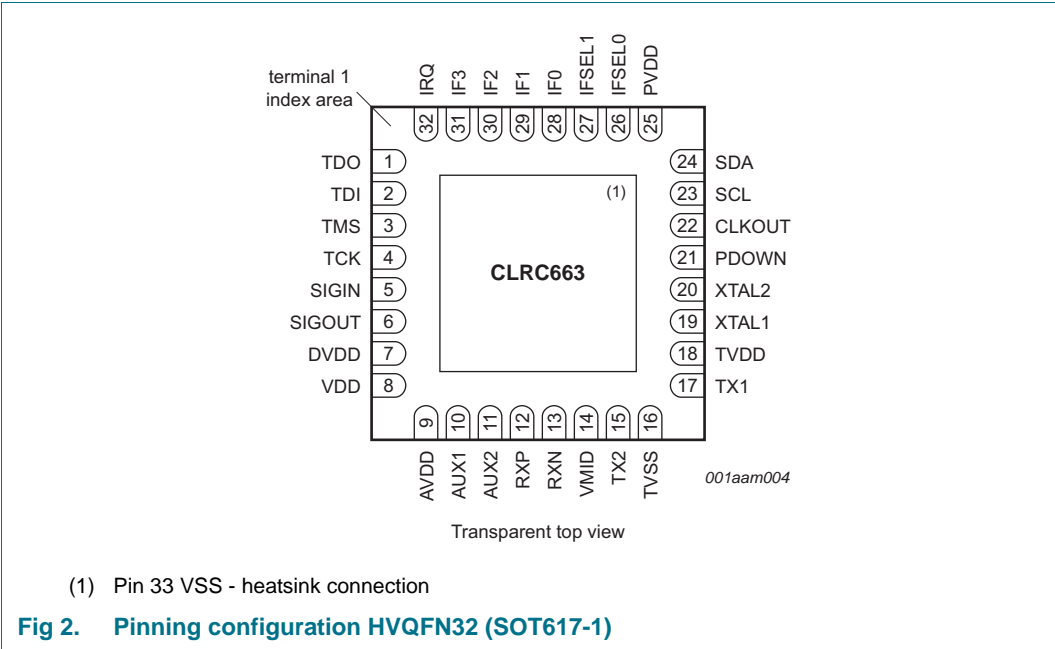 terminal 1
index area
IRQ
IF3
IF2
IF1
IF0
IFSEL1
IFSEL0
PVDD
32 31 30 29 28 27 26 25
TDO 1
TDI 2
TMS 3
TCK 4
SIGIN 5
SIGOUT 6
DVDD 7
VDD 8
(1)
CLRC663
24 SDA
23 SCL
22 CLKOUT
21 PDOWN
20 XTAL2
19 XTAL1
18 TVDD
17 TX1
9 10 11 12 13 14 15 16
AVDD
AUX1
AUX2
RXP
RXN
VMID
TX2
TVSS
001aam004
Transparent top view
(1) Pin 33 VSS - heatsink connection
Fig 2. Pinning configuration HVQFN32 (SOT617-1)